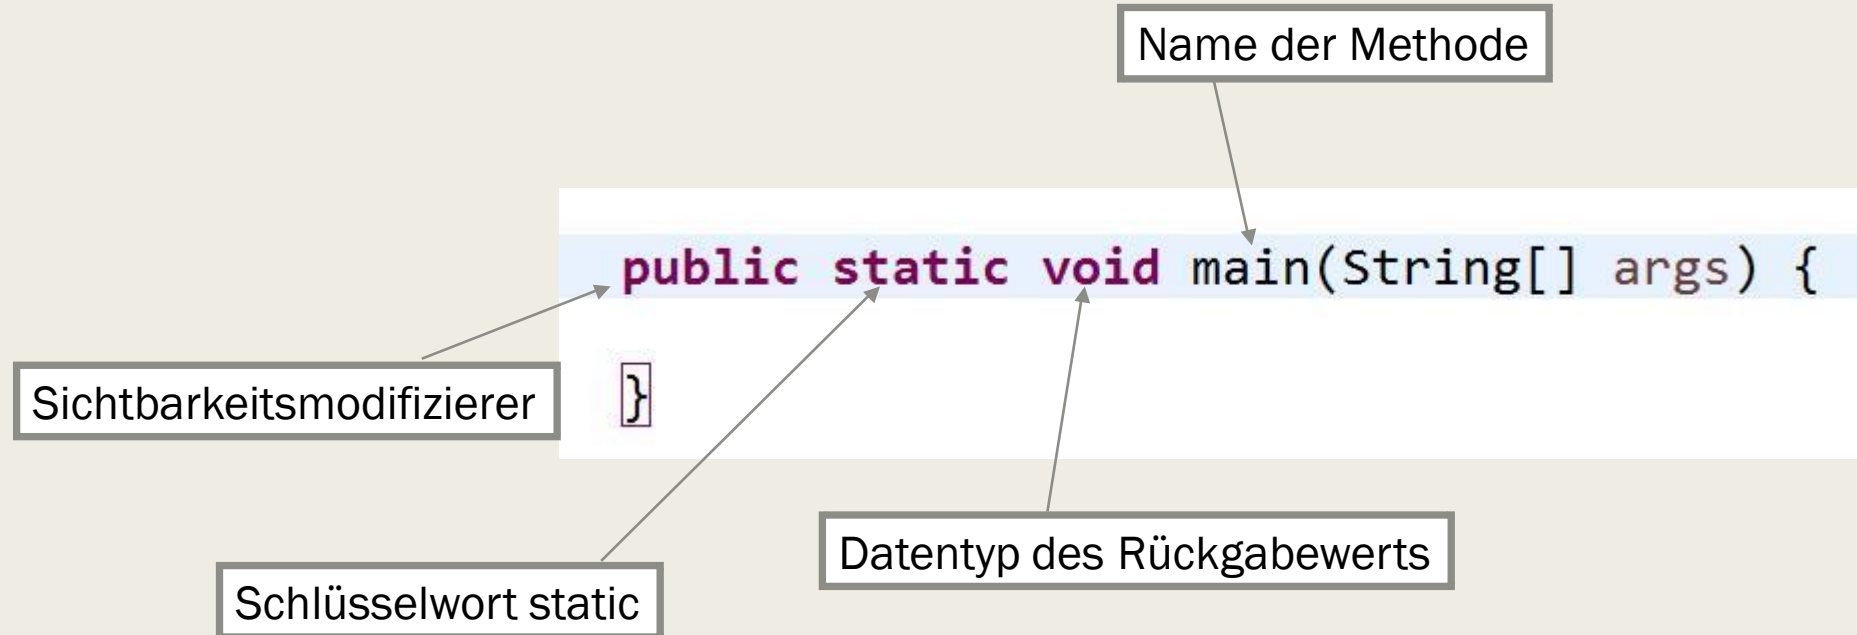 Name der Methode
public static void main(String[] args) {
Sichtbarkeitsmodifizierer
}
Datentyp des Rückgabewerts
Schlüsselwort static